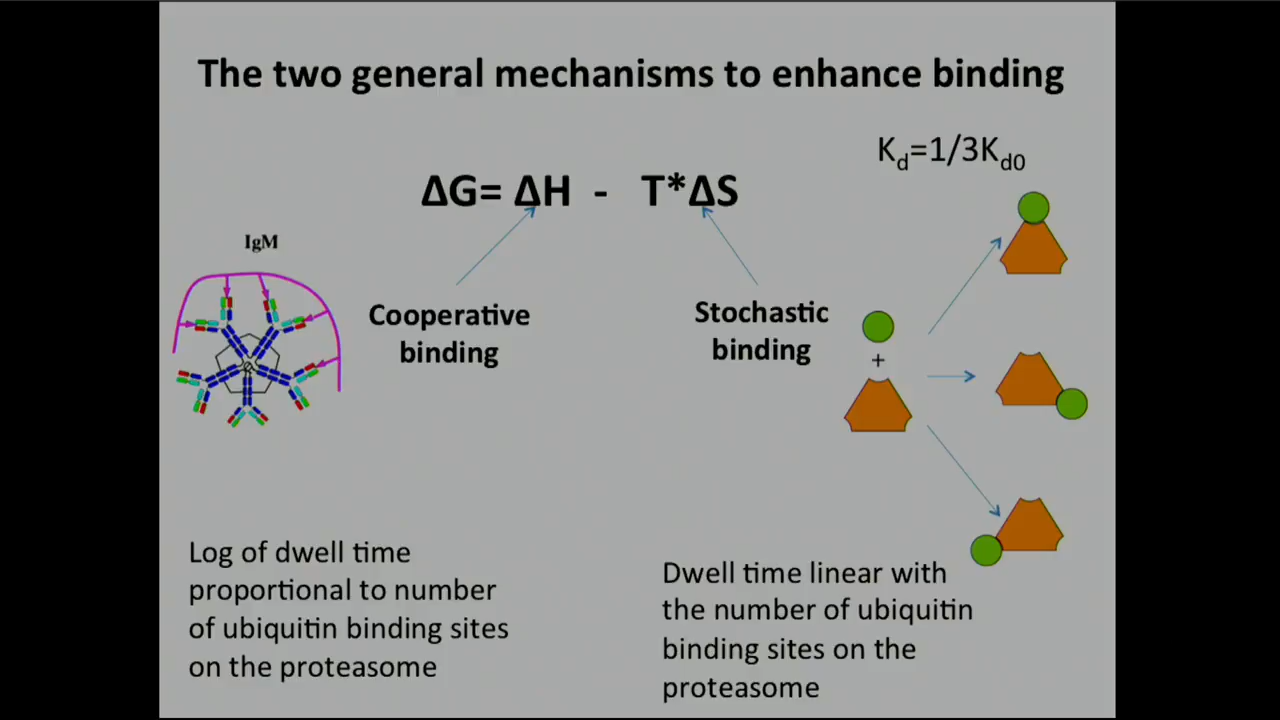 The two general mechanisms to enhance binding
K_d=1/3K_d0
ΔG= ΔH - T*ΔS
IgM
Cooperative
binding
Stochastic
binding
+
Log of dwell time
proportional to number
of ubiquitin binding sites
on the proteasome
Dwell time linear with
the number of ubiquitin
binding sites on the
proteasome